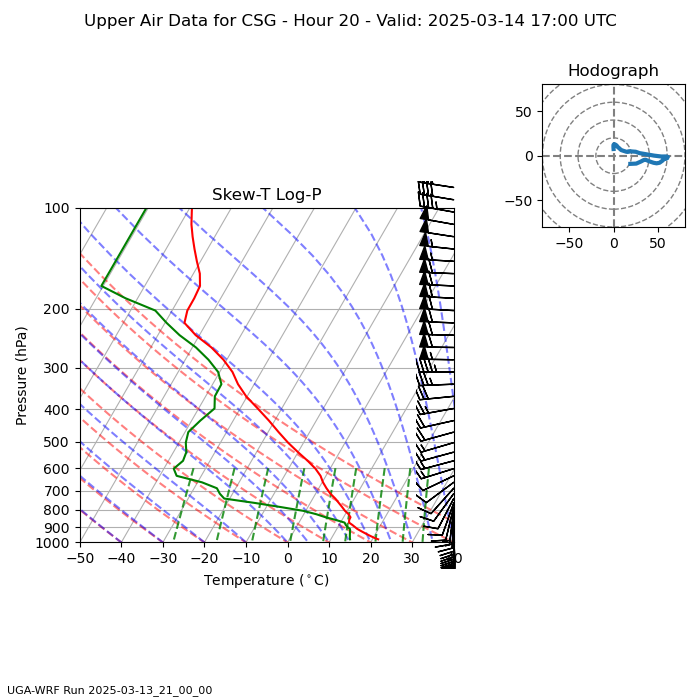 Upper Air Data for CSG - Hour 20 - Valid: 2025-03-14 17:00 UTC
Hodograph
50
0
−50
−50 0 50
Skew-T Log-P
100
200
300
400
500
600
700
800
900
1000
Pressure (hPa)
−50 −40 −30 −20 −10 0 10 20 30
Temperature (°C)
UGA-WRF Run 2025-03-13_21_00_00